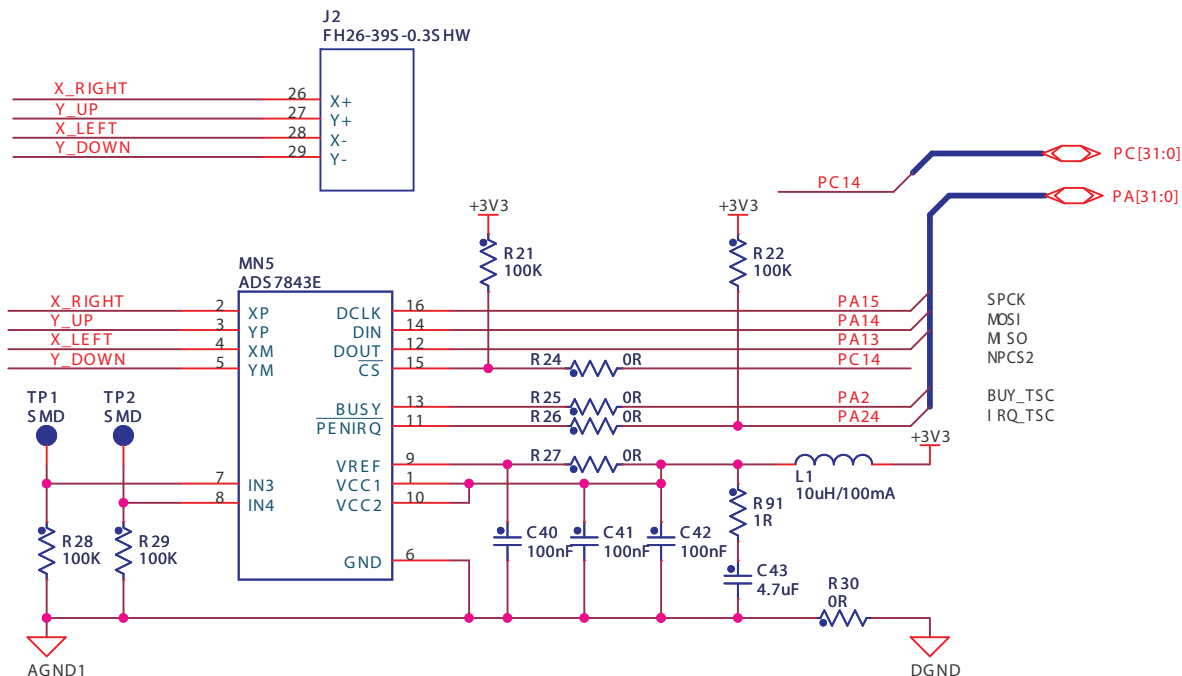 J2
FH26-39S-0.3SHW
X_RIGHT 26 X+
Y_UP 27 Y+
X_LEFT 28 X-
Y_DOWN 29 Y-
PC[31:0]
PC14
PA[31:0]
+3V3 +3V3
R21
100K
R22
100K
MN5
ADS7843E
X_RIGHT 2 XP DCLK 16 PA15 SPCK
Y_UP 3 YP DIN 14 PA14 MOSI
X_LEFT 4 XM DOUT 12 PA13 MISO
Y_DOWN 5 YM CS 15 R24 0R PC14 NPCS2
TP1
SMD
TP2
SMD
BUSY 13 R25 0R PA2 BUY_TSC
PENIRQ 11 R26 0R PA24 IRQ_TSC
+3V3
VREF 9 R27 0R
L1
10uH/100mA
7 IN3 VCC1 1
8 IN4 VCC2 10
R91
1R
R28
100K
R29
100K
C40
100nF
C41
100nF
C42
100nF
GND 6
C43
4.7uF
R30
0R
AGND1 DGND